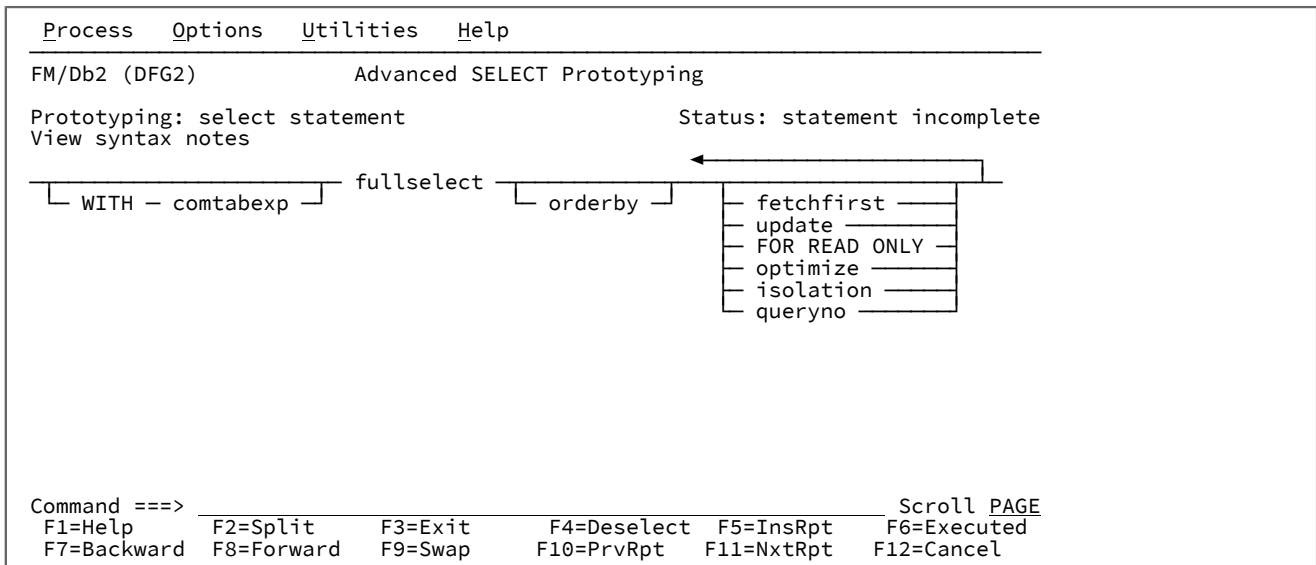 Process Options Utilities Help
FM/Db2 (DFG2) Advanced SELECT Prototyping
Prototyping: select statement Status: statement incomplete
View syntax notes
fullselect
WITH comtabexp orderby fetchfirst
update
FOR READ ONLY
optimize
isolation
queryno
Command ===> Scroll PAGE
F1=Help F2=Split F3=Exit F4=Deselect F5=InsRpt F6=Executed
F7=Backward F8=Forward F9=Swap F10=PrvRpt F11=NxtRpt F12=Cancel